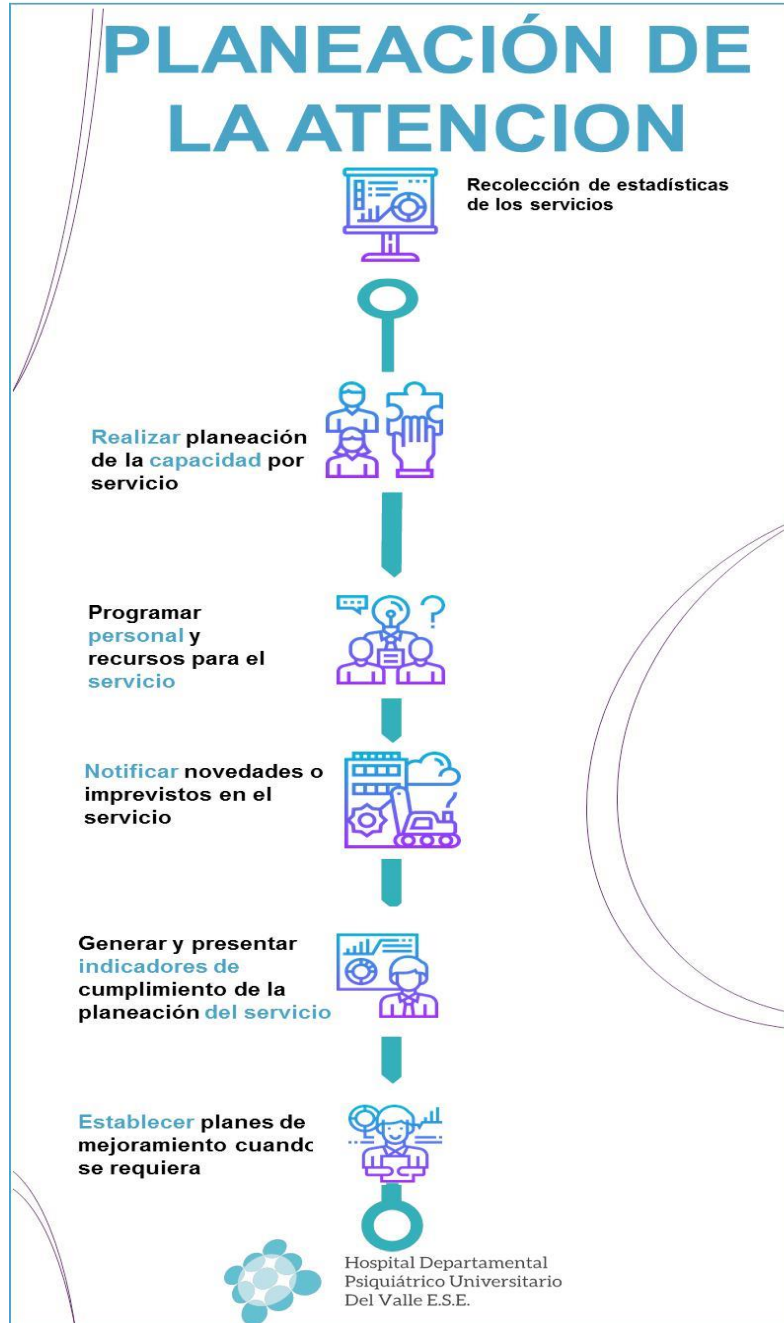 PLANEACIÓN DE
LA ATENCION
Recolección de estadísticas
de los servicios
Realizar planeación
de la capacidad por
servicio
Programar
personal y
recursos para el
servicio
Notificar novedades o
imprevistos en el
servicio
Generar y presentar
indicadores de
cumplimiento de la
planeación del servicio
Establecer planes de
mejoramiento cuando
se requiera
Hospital Departamental
Psiquiátrico Universitario
Del Valle E.S.E.